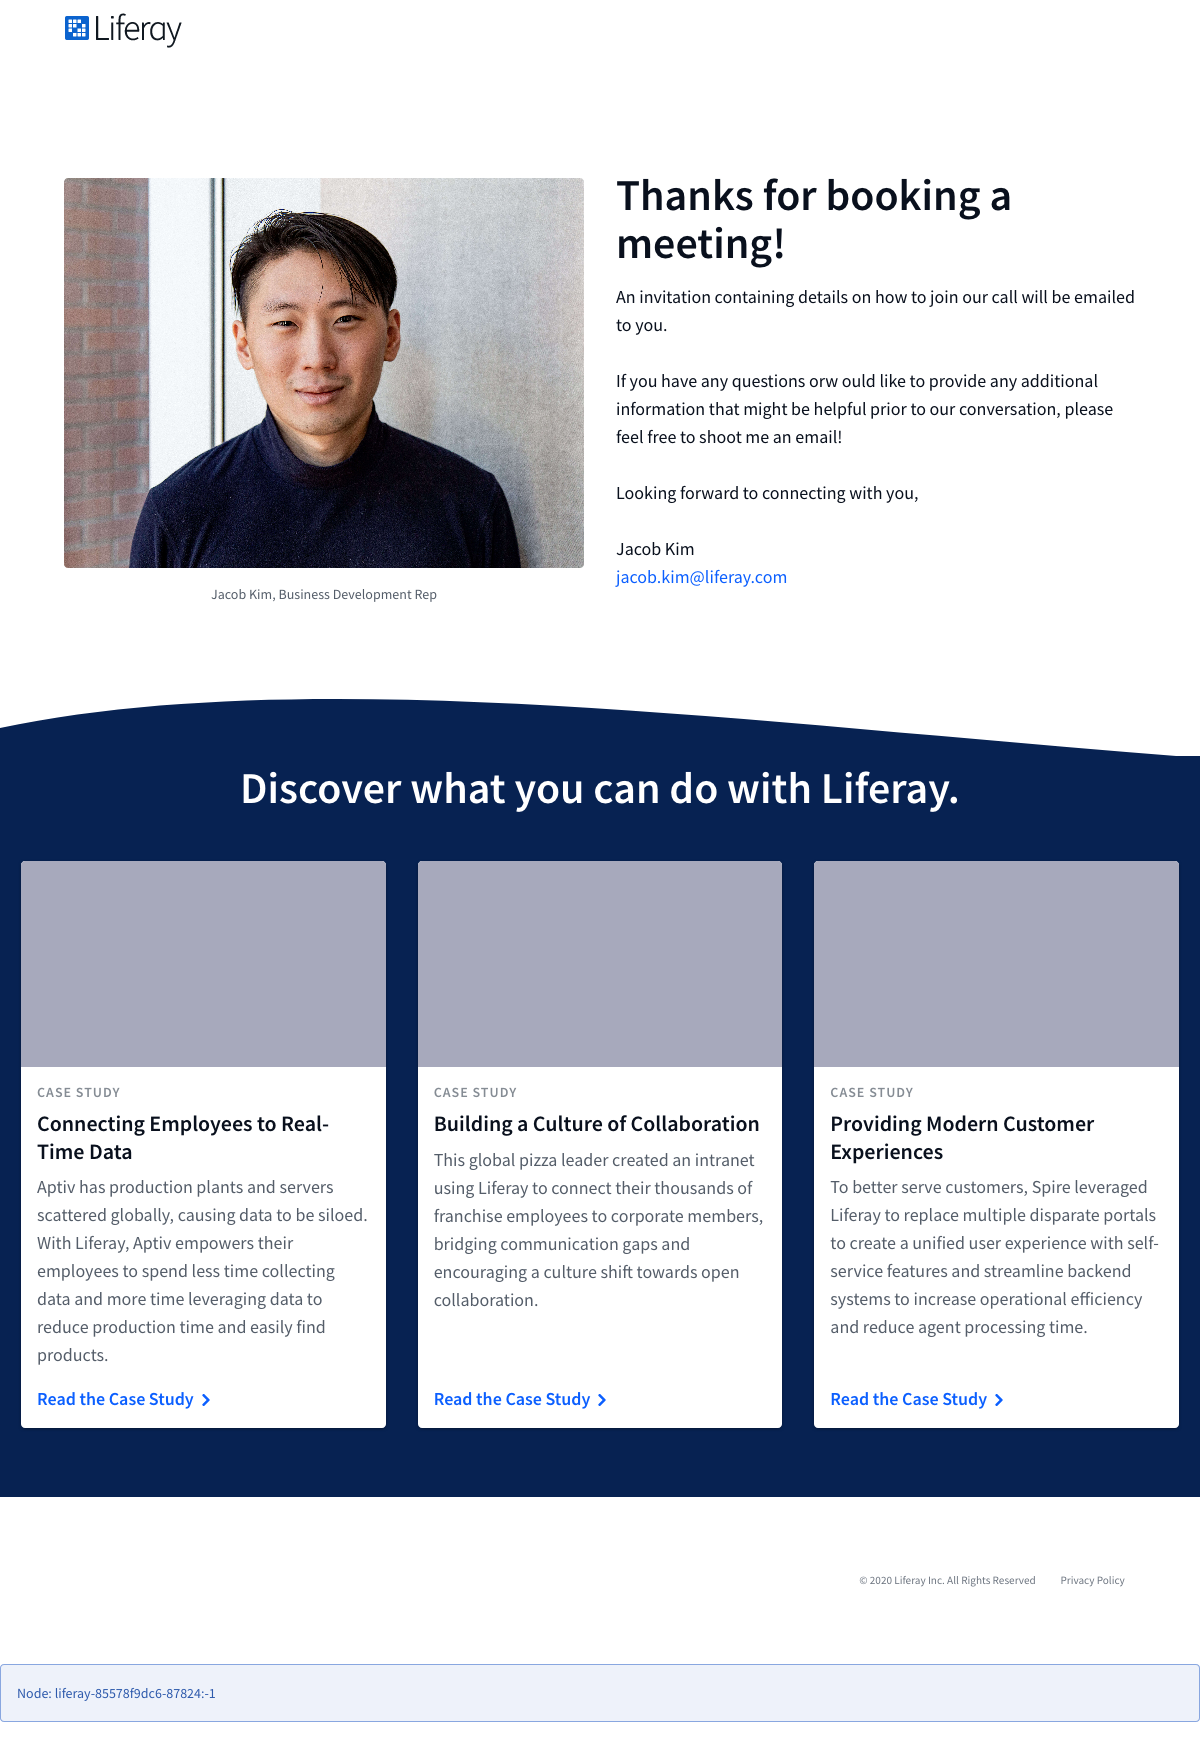 Liferay
Thanks for booking a
meeting!
An invitation containing details on how to join our call will be emailed
to you.
If you have any questions orw ould like to provide any additional
information that might be helpful prior to our conversation, please
feel free to shoot me an email!
Looking forward to connecting with you,
Jacob Kim
jacob.kim@liferay.com
Jacob Kim, Business Development Rep
Discover what you can do with Liferay.
CASE STUDY
Connecting Employees to Real-
Time Data
Aptiv has production plants and servers
scattered globally, causing data to be siloed.
With Liferay, Aptiv empowers their
employees to spend less time collecting
data and more time leveraging data to
reduce production time and easily find
products.
Read the Case Study
CASE STUDY
Building a Culture of Collaboration
This global pizza leader created an intranet
using Liferay to connect their thousands of
franchise employees to corporate members,
bridging communication gaps and
encouraging a culture shift towards open
collaboration.
Read the Case Study
CASE STUDY
Providing Modern Customer
Experiences
To better serve customers, Spire leveraged
Liferay to replace multiple disparate portals
to create a unified user experience with self-
service features and streamline backend
systems to increase operational efficiency
and reduce agent processing time.
Read the Case Study
© 2020 Liferay Inc. All Rights Reserved Privacy Policy
Node: liferay-85578f9dc6-87824:-1